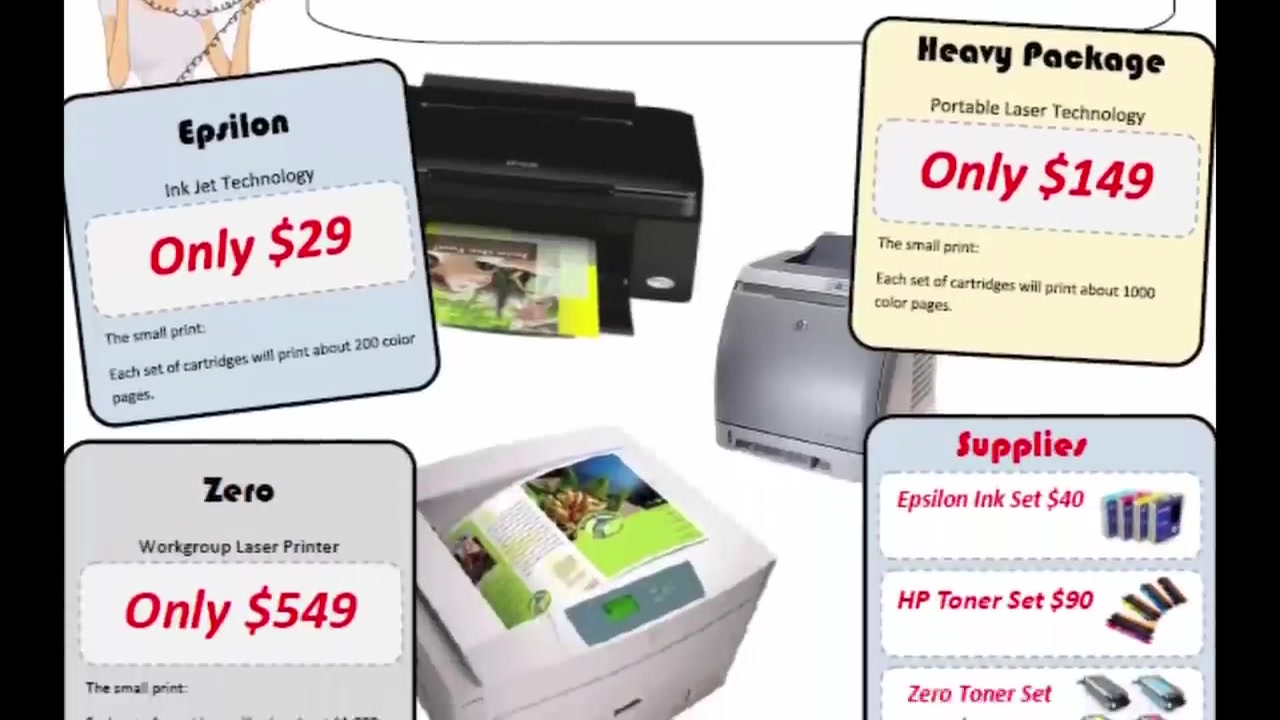 Heavy Package
Portable Laser Technology
Only $149
The small print:
Each set of cartridges will print about 1000
color pages.
Epsilon
Ink Jet Technology
Only $29
The small print:
Each set of cartridges will print about 200 color
pages.
Supplies
Epsilon Ink Set $40
HP Toner Set $90
Zero Toner Set
Zero
Workgroup Laser Printer
Only $549
The small print: